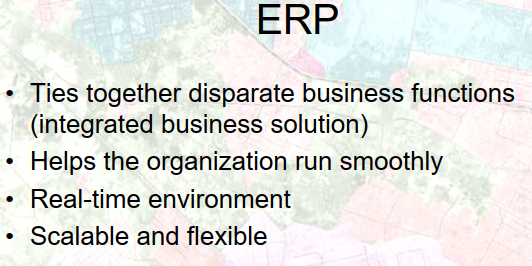 ERP
• Ties together disparate business functions
(integrated business solution)
• Helps the organization run smoothly
• Real-time environment
• Scalable and flexible